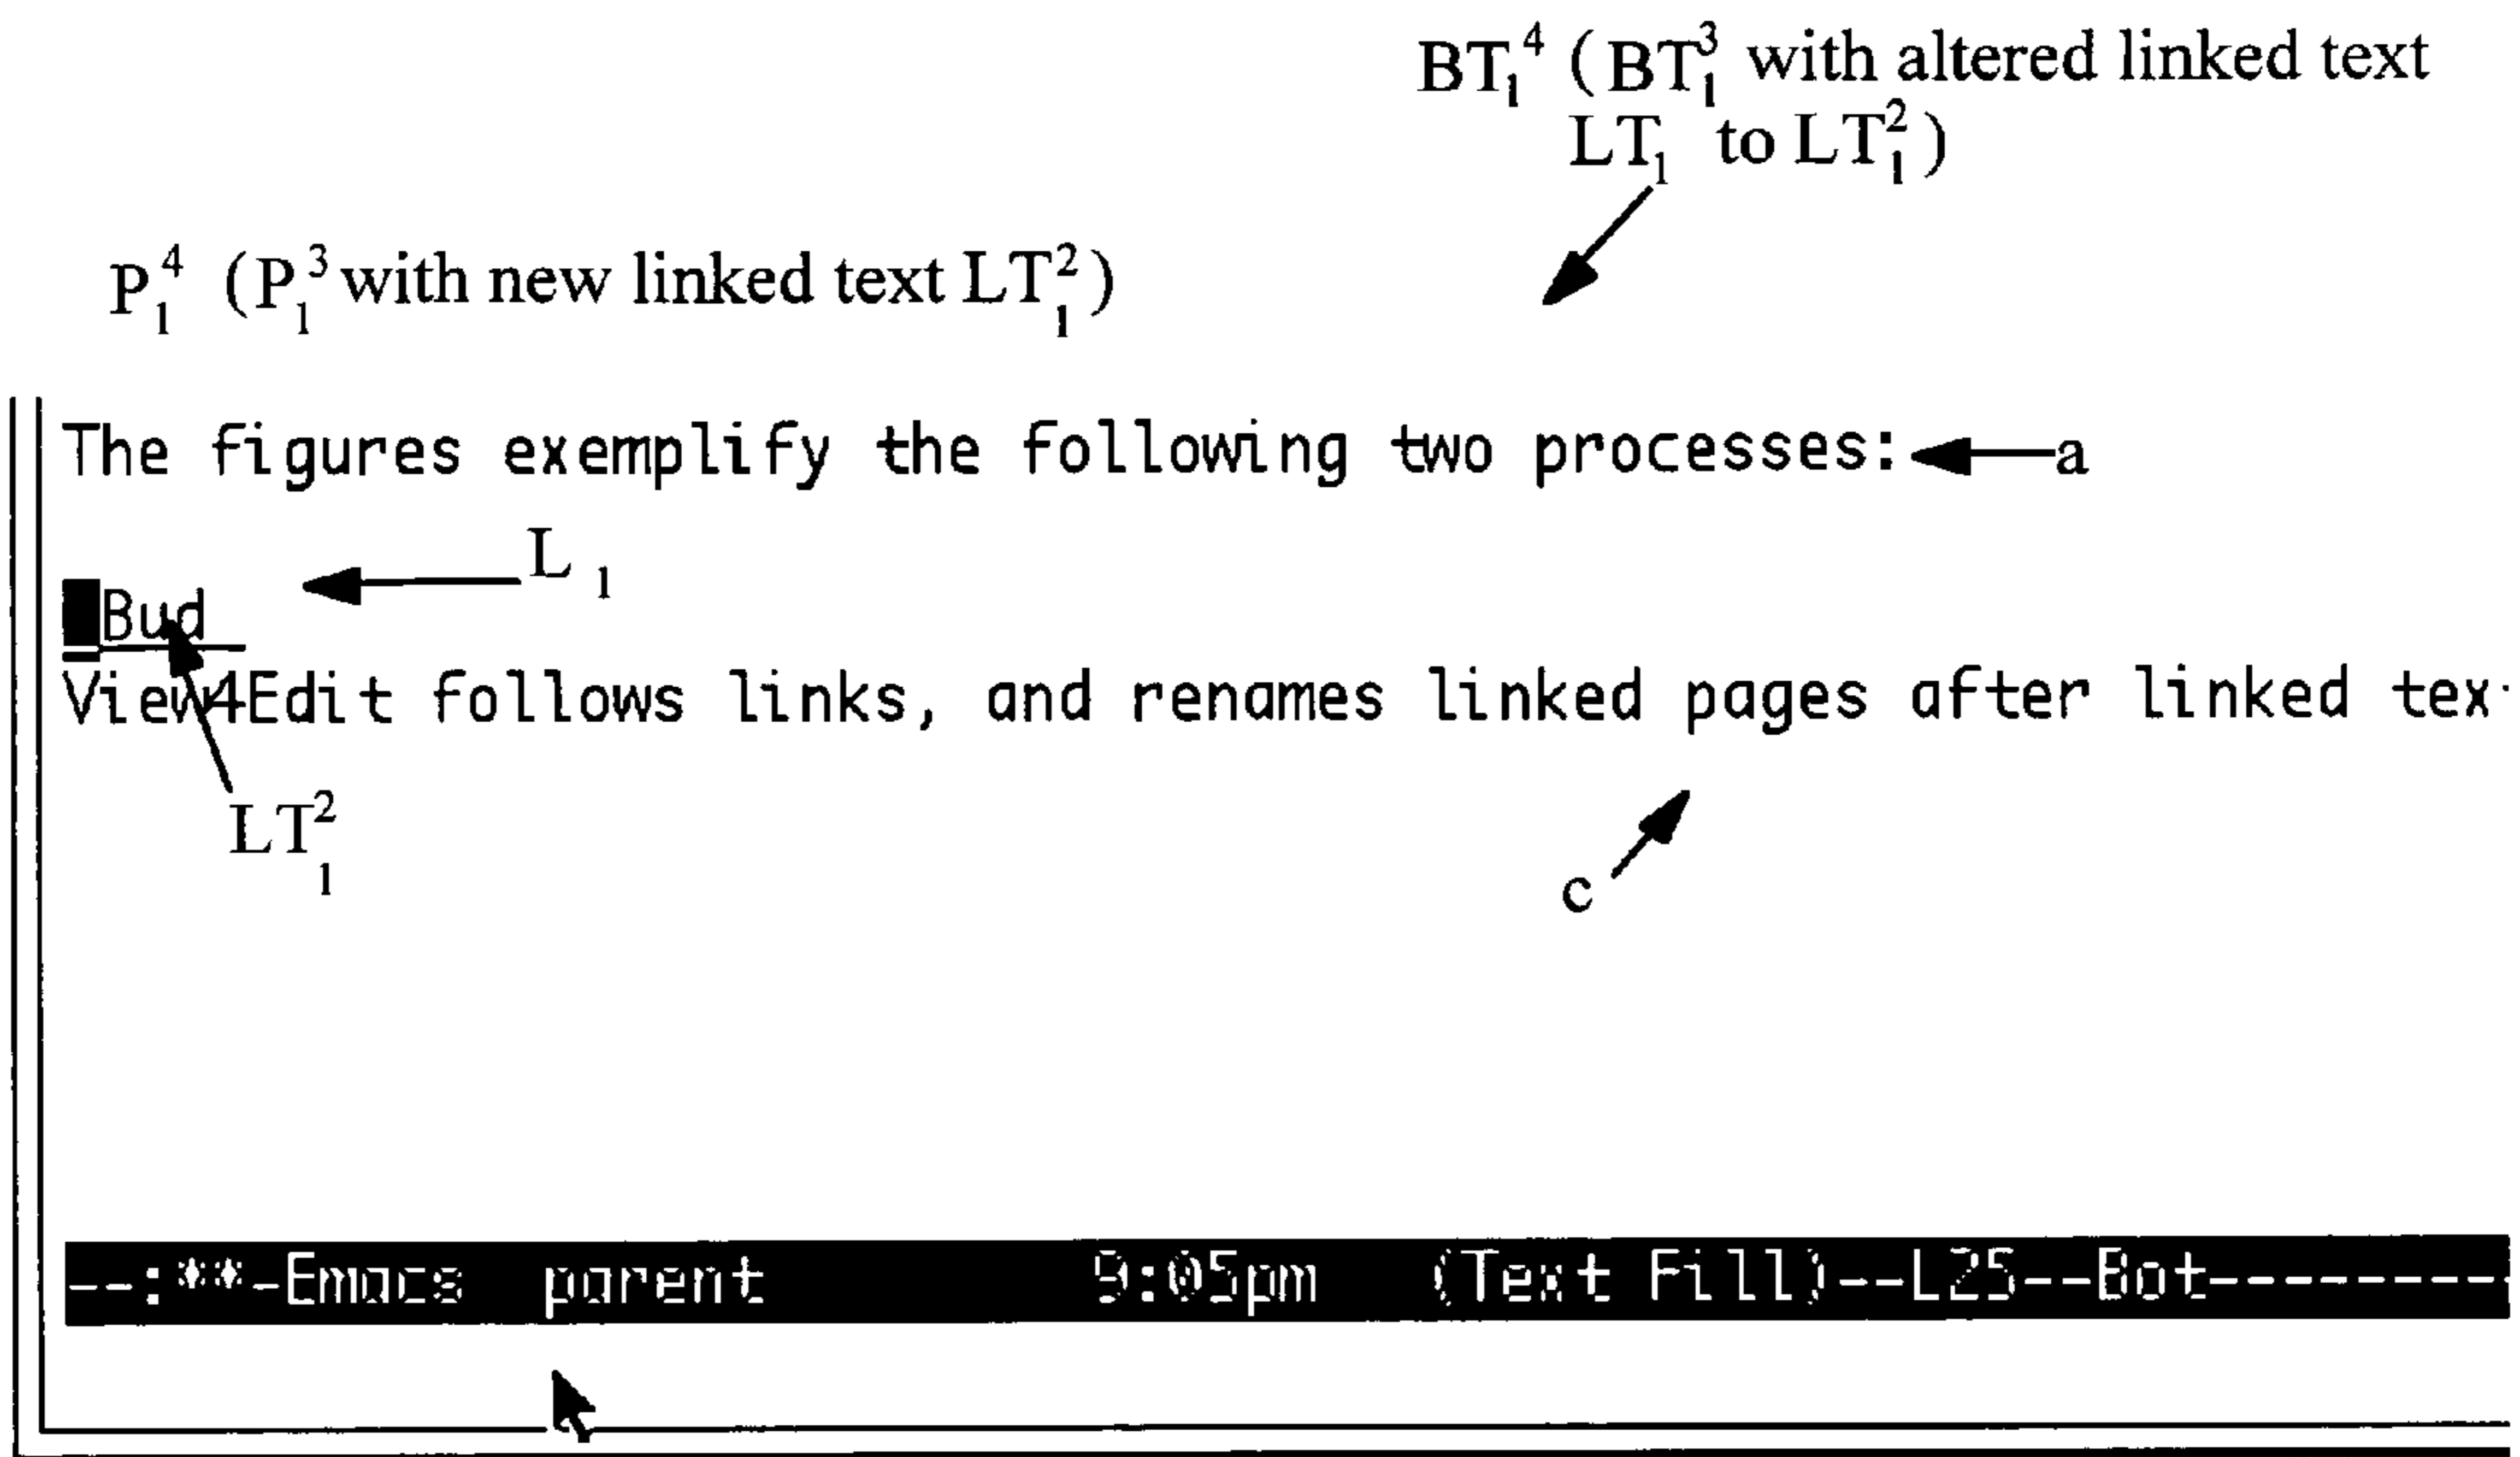 BT₁⁴ (BT₁³ with altered linked text
LT₁ to LT₁²)
P₁⁴ (P₁³ with new linked text LT₁²)
The figures exemplify the following two processes:
a
L₁
Bud
View4Edit follows links, and renames linked pages after linked tex
LT₁²
c
--:**-Emacs parent 9:05pm (Text Fill)--L25--Bot---------